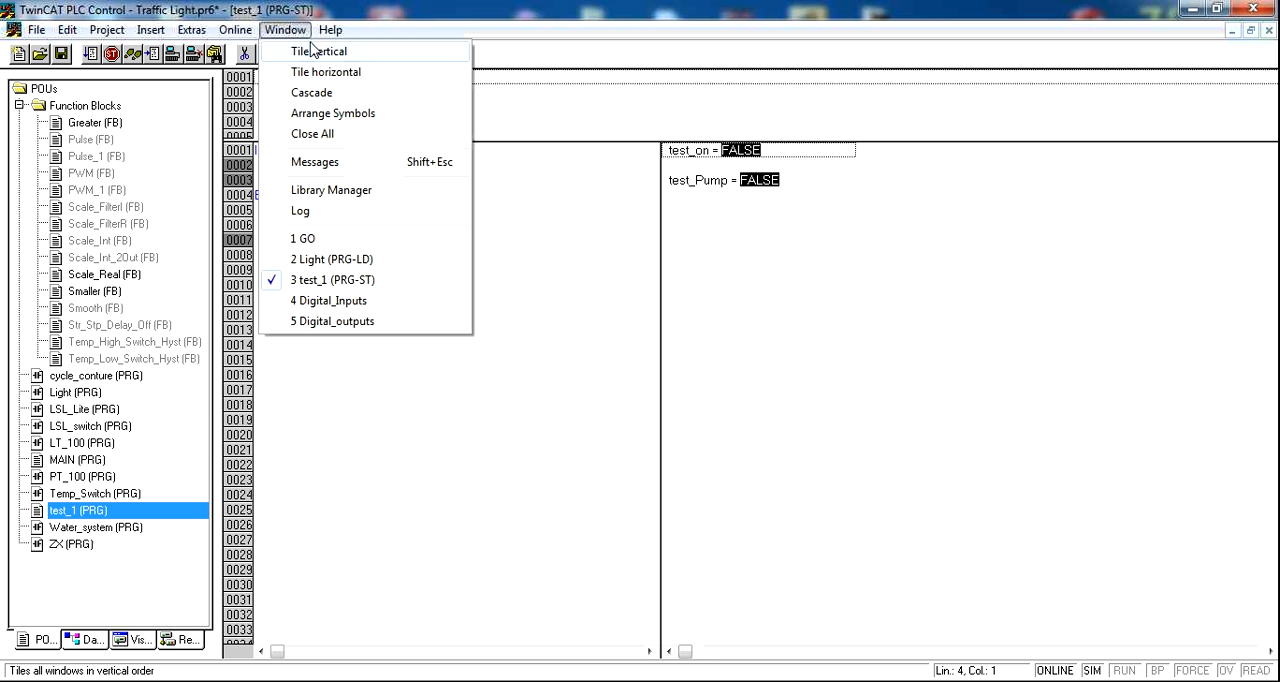 TwinCAT PLC Control - Traffic Light.pr6* - [test_1 (PRG-ST)]
File Edit Project Insert Extras Online Window Help
Tile vertical
Tile horizontal
Cascade
Arrange Symbols
Close All
Messages Shift+Esc
Library Manager
Log
1 GO
2 Light (PRG-LD)
3 test_1 (PRG-ST)
4 Digital_Inputs
5 Digital_outputs
POUs
Function Blocks
Greater (FB)
Pulse (FB)
Pulse_1 (FB)
PWM (FB)
PWM_1 (FB)
Scale_FilterI (FB)
Scale_FilterR (FB)
Scale_Int (FB)
Scale_Int_2Out (FB)
Scale_Real (FB)
Smaller (FB)
Smooth (FB)
Str_Stp_Delay_Off (FB)
Temp_High_Switch_Hyst (FB)
Temp_Low_Switch_Hyst (FB)
cycle_conture (PRG)
Light (PRG)
LSL_Lite (PRG)
LSL_switch (PRG)
LT_100 (PRG)
MAIN (PRG)
PT_100 (PRG)
Temp_Switch (PRG)
test_1 (PRG)
Water_system (PRG)
ZX (PRG)
PO... Da... Vis... Re...
0001
0002
0003
0004
0005
0001
0002
0003
0004
0005
0006
0007
0008
0009
0010
0011
0012
0013
0014
0015
0016
0017
0018
0019
0020
0021
0022
0023
0024
0025
0026
0027
0028
0029
0030
0031
0032
0033
test_on = FALSE
test_Pump = FALSE
Tiles all windows in vertical order
Lin.: 4, Col.: 1 ONLINE SIM RUN BP FORCE OV READ